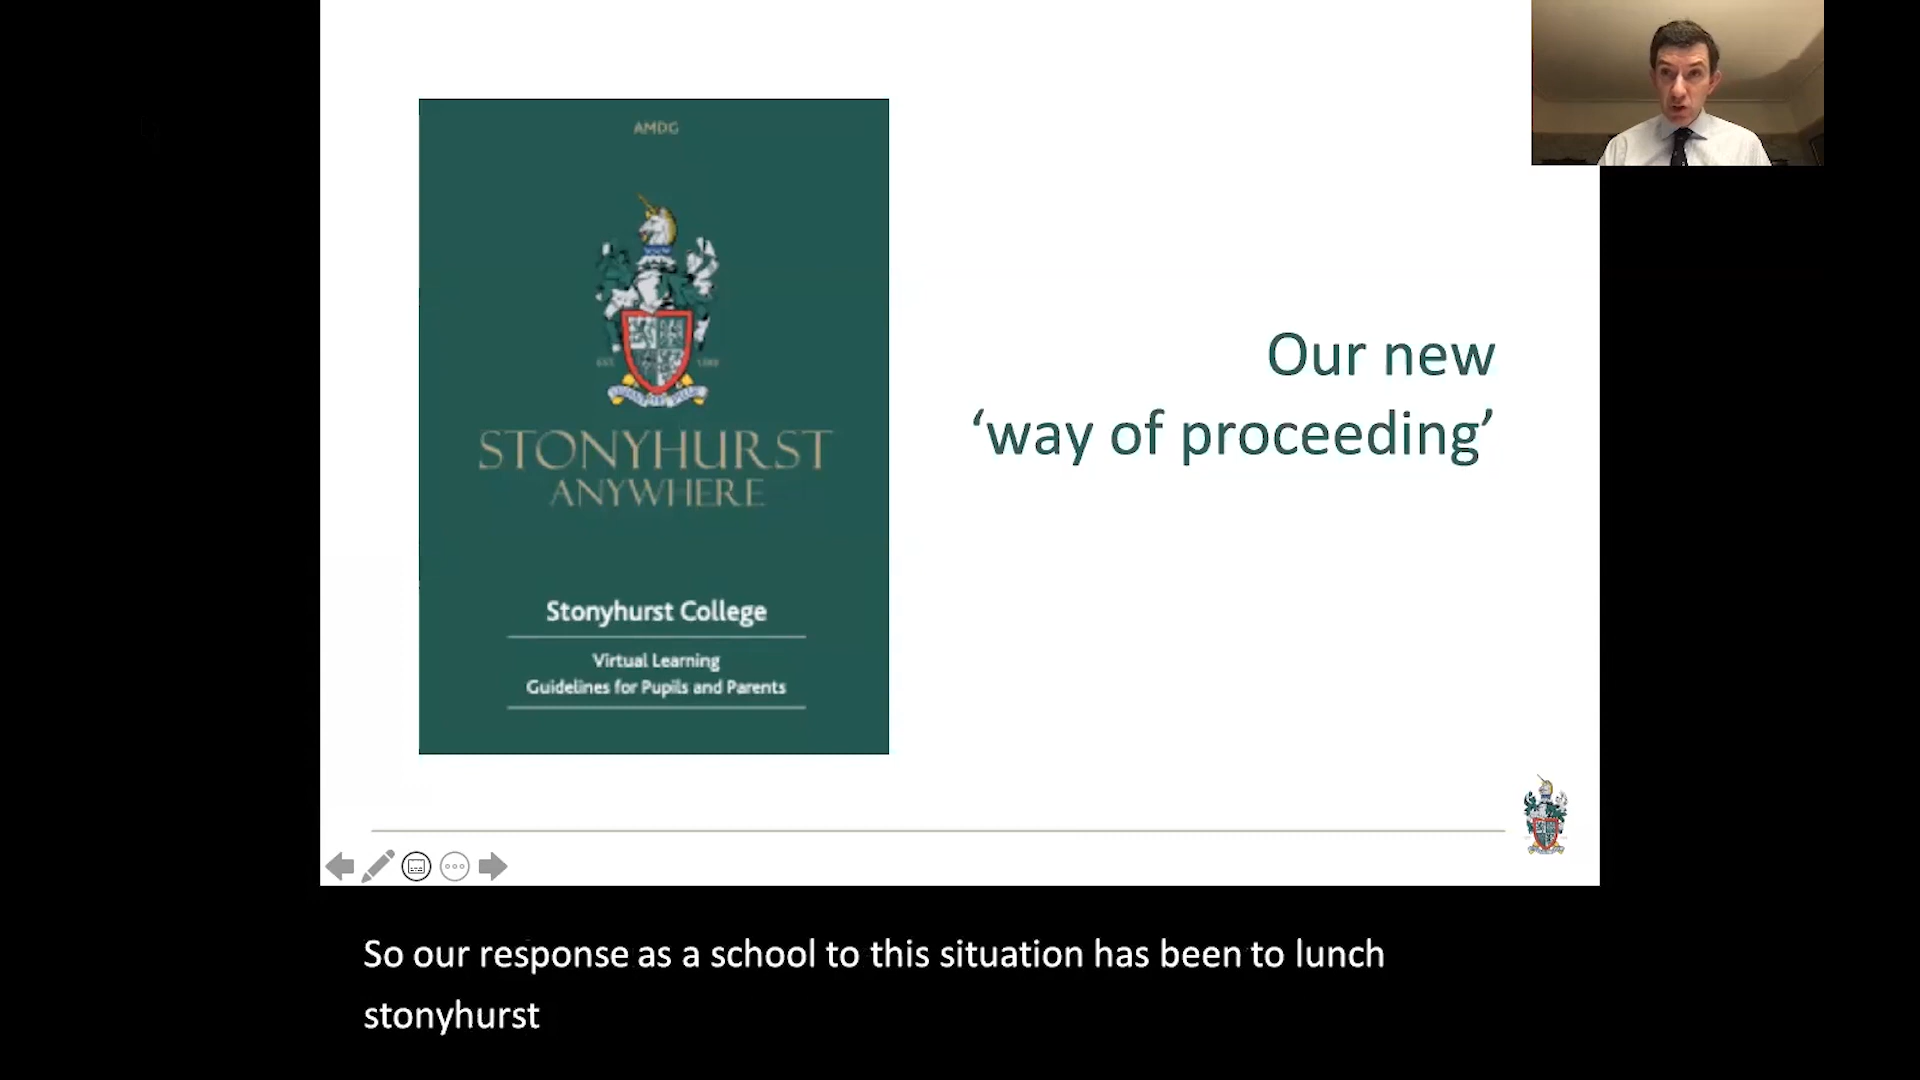 AMDG
STONYHURST
ANYWHERE
Stonyhurst College
Virtual Learning
Guidelines for Pupils and Parents
Our new
‘way of proceeding’
So our response as a school to this situation has been to lunch
stonyhurst